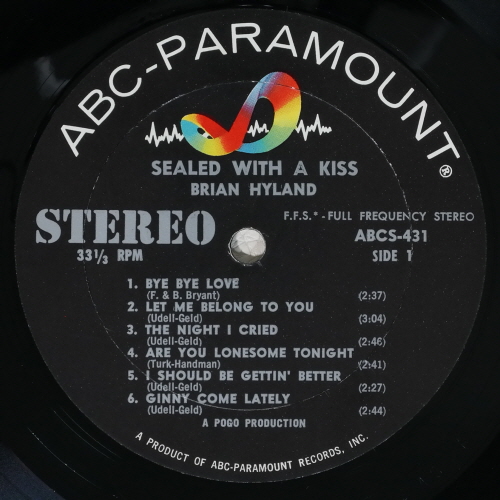 ABC-PARAMOUNT®
SEALED WITH A KISS
BRIAN HYLAND
STEREO
F.F.S.*-FULL FREQUENCY STEREO
33⅓ RPM
ABCS-431
SIDE 1
1. BYE BYE LOVE
(F. & B. Bryant) (2:37)
2. LET ME BELONG TO YOU
(Udell-Geld) (3:04)
3. THE NIGHT I CRIED
(Udell-Geld) (2:46)
4. ARE YOU LONESOME TONIGHT
(Turk-Handman) (2:41)
5. I SHOULD BE GETTIN' BETTER
(Udell-Geld) (2:27)
6. GINNY COME LATELY
(Udell-Geld) (2:44)
A POGO PRODUCTION
A PRODUCT OF ABC-PARAMOUNT RECORDS, INC.